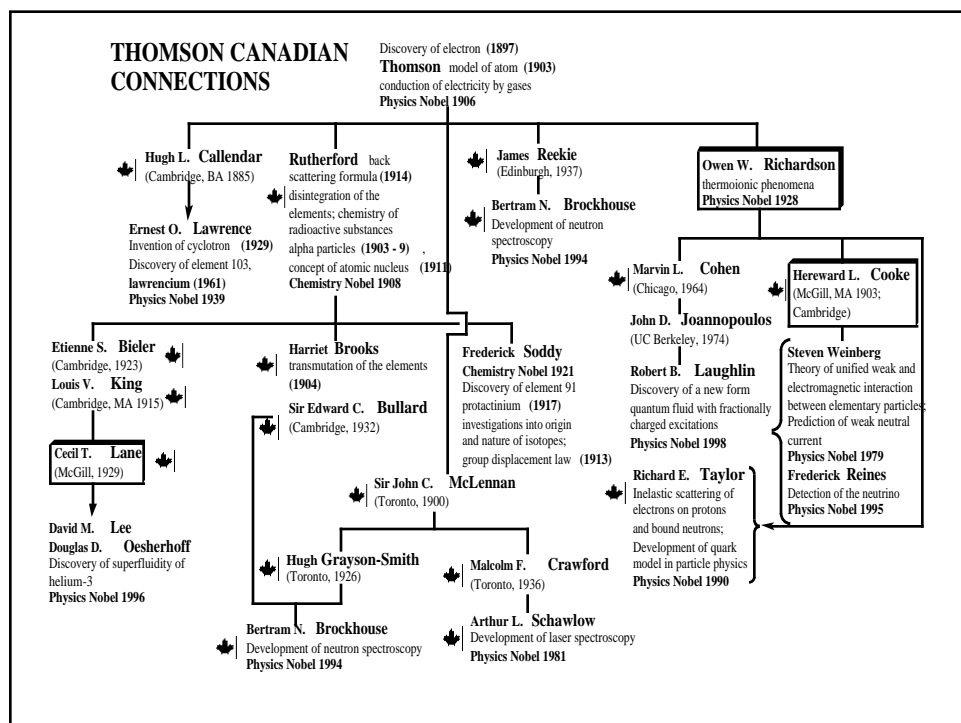 THOMSON CANADIAN
CONNECTIONS
Discovery of electron (1897)
Thomson model of atom (1903)
conduction of electricity by gases
Physics Nobel 1906
Hugh L. Callendar
(Cambridge, BA 1885)
Ernest O. Lawrence
Invention of cyclotron (1929)
Discovery of element 103,
lawrencium (1961)
Physics Nobel 1939
Rutherford back
scattering formula (1914)
disintegration of the
elements; chemistry of
radioactive substances
alpha particles (1903 - 9) ,
concept of atomic nucleus (1911)
Chemistry Nobel 1908
James Reekie
(Edinburgh, 1937)
Bertram N. Brockhouse
Development of neutron
spectroscopy
Physics Nobel 1994
Owen W. Richardson
thermoionic phenomena
Physics Nobel 1928
Marvin L. Cohen
(Chicago, 1964)
John D. Joannopoulos
(UC Berkeley, 1974)
Robert B. Laughlin
Discovery of a new form
quantum fluid with fractionally
charged excitations
Physics Nobel 1998
Hereward L. Cooke
(McGill, MA 1903;
Cambridge)
Steven Weinberg
Theory of unified weak and
electromagnetic interaction
between elementary particles;
Prediction of weak neutral
current
Physics Nobel 1979
Frederick Reines
Detection of the neutrino
Physics Nobel 1995
Richard E. Taylor
Inelastic scattering of
electrons on protons
and bound neutrons;
Development of quark
model in particle physics
Physics Nobel 1990
Etienne S. Bieler
(Cambridge, 1923)
Louis V. King
(Cambridge, MA 1915)
Cecil T. Lane
(McGill, 1929)
David M. Lee
Douglas D. Oesherhoff
Discovery of superfluidity of
helium-3
Physics Nobel 1996
Harriet Brooks
transmutation of the elements
(1904)
Sir Edward C. Bullard
(Cambridge, 1932)
Frederick Soddy
Chemistry Nobel 1921
Discovery of element 91
protactinium (1917)
investigations into origin
and nature of isotopes;
group displacement law (1913)
Sir John C. McLennan
(Toronto, 1900)
Hugh Grayson-Smith
(Toronto, 1926)
Bertram N. Brockhouse
Development of neutron spectroscopy
Physics Nobel 1994
Malcolm F. Crawford
(Toronto, 1936)
Arthur L. Schawlow
Development of laser spectroscopy
Physics Nobel 1981